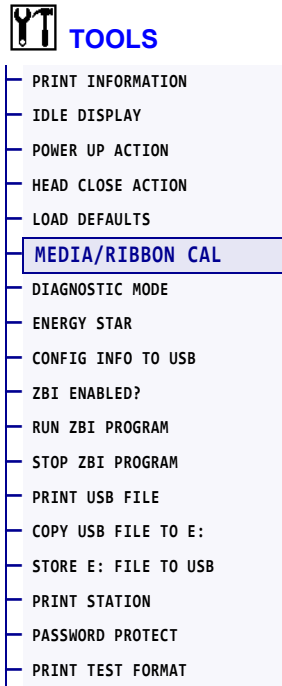 TOOLS
PRINT INFORMATION
IDLE DISPLAY
POWER UP ACTION
HEAD CLOSE ACTION
LOAD DEFAULTS
MEDIA/RIBBON CAL
DIAGNOSTIC MODE
ENERGY STAR
CONFIG INFO TO USB
ZBI ENABLED?
RUN ZBI PROGRAM
STOP ZBI PROGRAM
PRINT USB FILE
COPY USB FILE TO E:
STORE E: FILE TO USB
PRINT STATION
PASSWORD PROTECT
PRINT TEST FORMAT